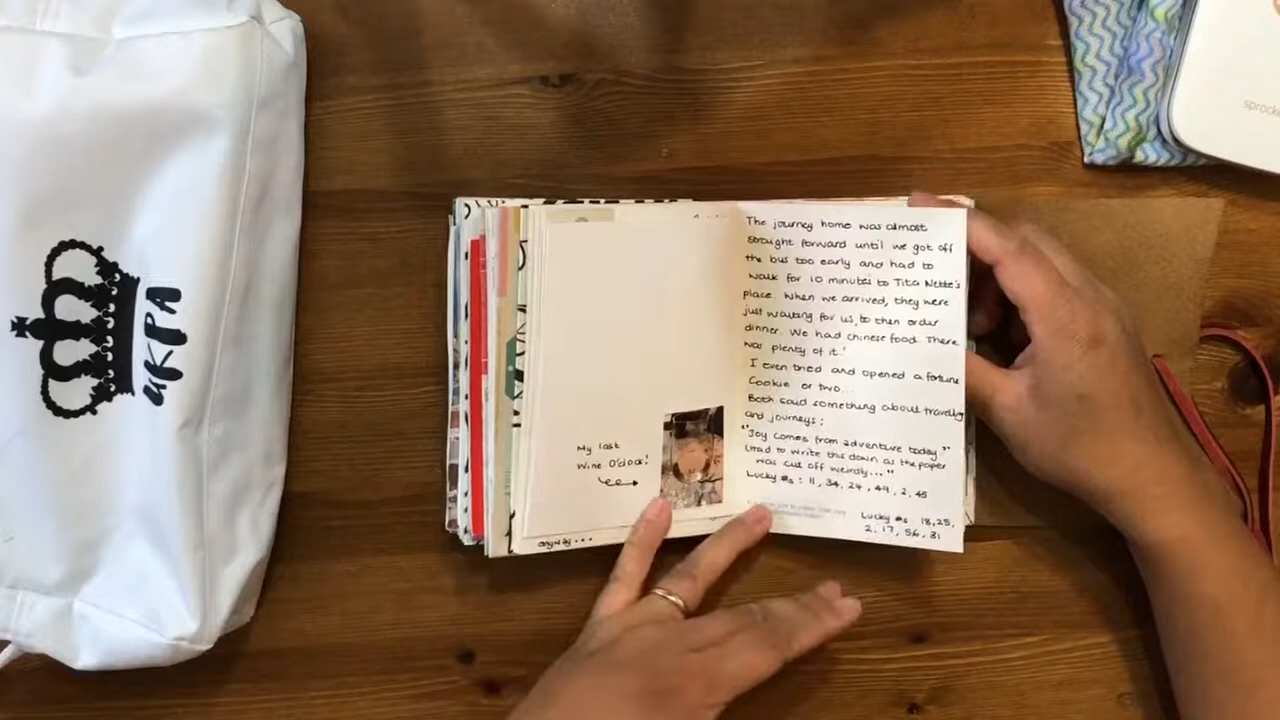 UKPA
sprocke
My last
Wine O'clock!
anyway...
The journey home was almost
straight forward until we got off
the bus too early and had to
walk for 10 minutes to Tita Nette's
place. When we arrived, they were
just waiting for us, to then order
dinner. We had chinese food. There
was plenty of it!
I even tried and opened a fortune
Cookie or two...
Both said something about travelling
and journeys:
"Joy comes from adventure today."
(had to write this down as the paper
was cut off weirdly..."
Lucky #s: 11, 34, 24, 49, 2, 45
Lucky #s: 18, 25,
2, 17, 56, 31